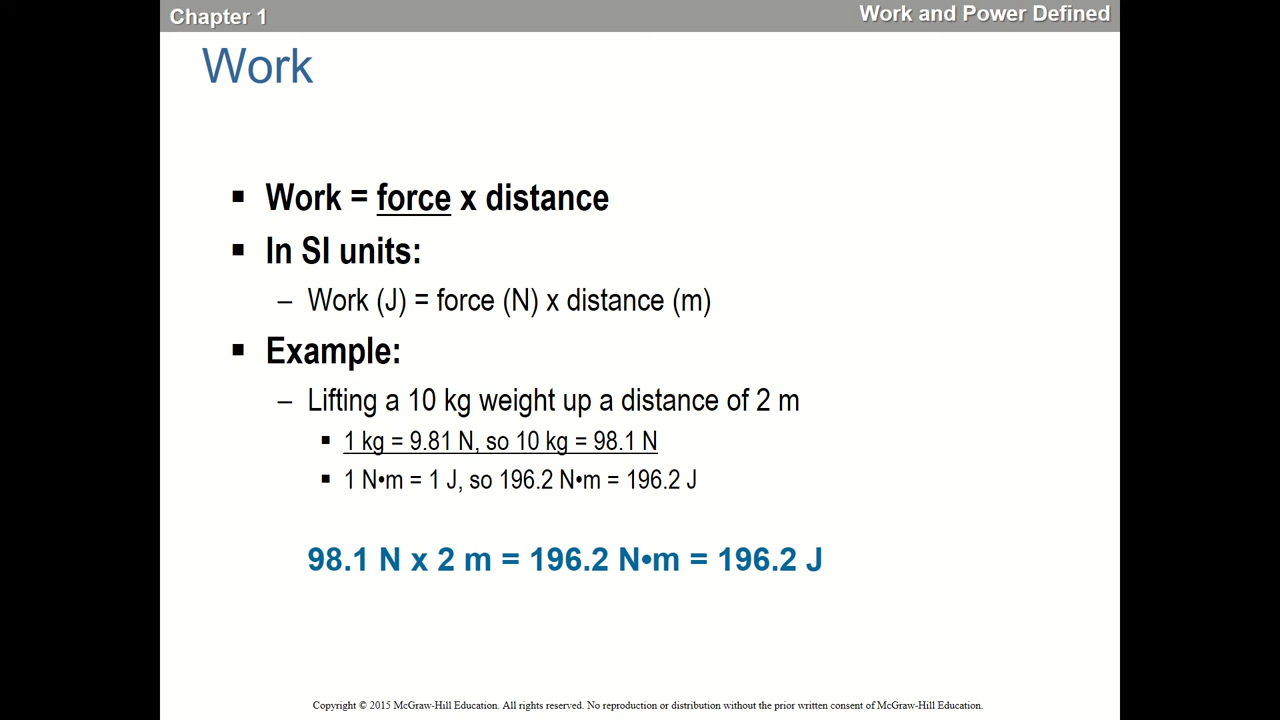 Chapter 1
Work and Power Defined
Work
▪ Work = force x distance
▪ In SI units:
– Work (J) = force (N) x distance (m)
▪ Example:
– Lifting a 10 kg weight up a distance of 2 m
▪ 1 kg = 9.81 N, so 10 kg = 98.1 N
▪ 1 N•m = 1 J, so 196.2 N•m = 196.2 J
98.1 N x 2 m = 196.2 N•m = 196.2 J
Copyright © 2015 McGraw-Hill Education. All rights reserved. No reproduction or distribution without the prior written consent of McGraw-Hill Education.